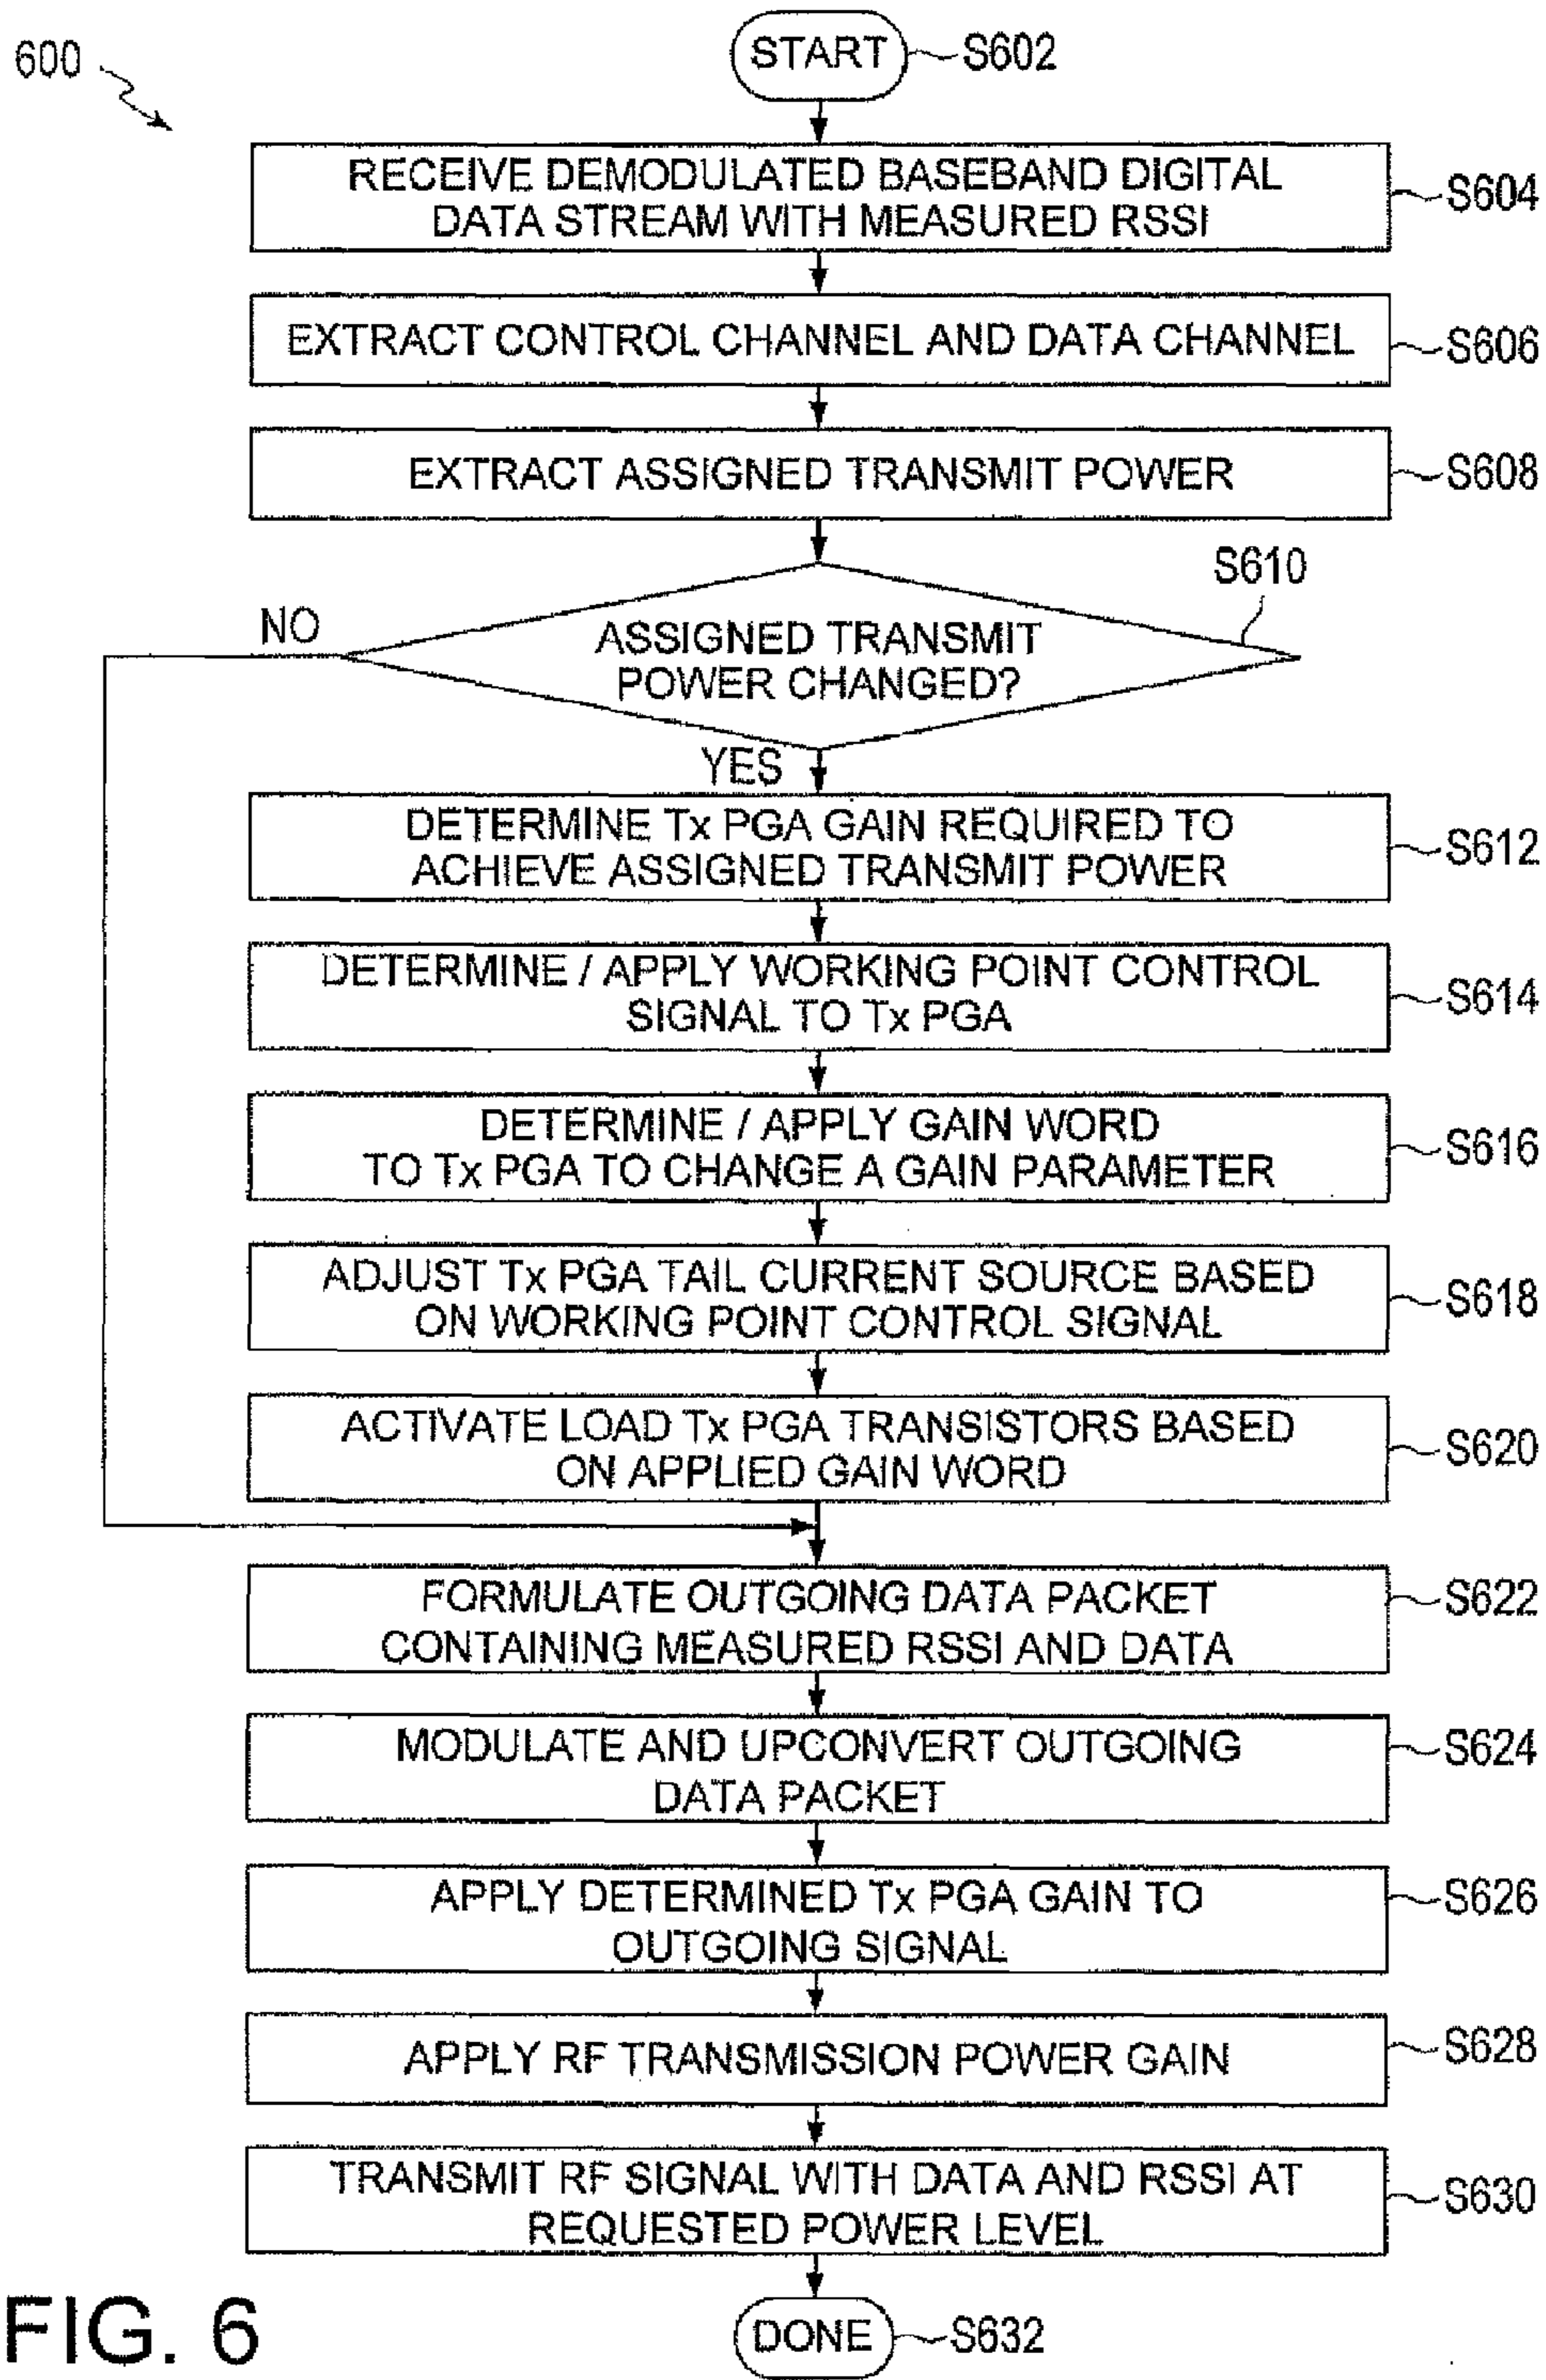 600
START
S602
RECEIVE DEMODULATED BASEBAND DIGITAL
DATA STREAM WITH MEASURED RSSI
S604
EXTRACT CONTROL CHANNEL AND DATA CHANNEL
S606
EXTRACT ASSIGNED TRANSMIT POWER
S608
S610
NO
ASSIGNED TRANSMIT
POWER CHANGED?
YES
DETERMINE Tx PGA GAIN REQUIRED TO
ACHIEVE ASSIGNED TRANSMIT POWER
S612
DETERMINE / APPLY WORKING POINT CONTROL
SIGNAL TO Tx PGA
S614
DETERMINE / APPLY GAIN WORD
TO Tx PGA TO CHANGE A GAIN PARAMETER
S616
ADJUST Tx PGA TAIL CURRENT SOURCE BASED
ON WORKING POINT CONTROL SIGNAL
S618
ACTIVATE LOAD Tx PGA TRANSISTORS BASED
ON APPLIED GAIN WORD
S620
FORMULATE OUTGOING DATA PACKET
CONTAINING MEASURED RSSI AND DATA
S622
MODULATE AND UPCONVERT OUTGOING
DATA PACKET
S624
APPLY DETERMINED Tx PGA GAIN TO
OUTGOING SIGNAL
S626
APPLY RF TRANSMISSION POWER GAIN
S628
TRANSMIT RF SIGNAL WITH DATA AND RSSI AT
REQUESTED POWER LEVEL
S630
DONE
S632
FIG. 6